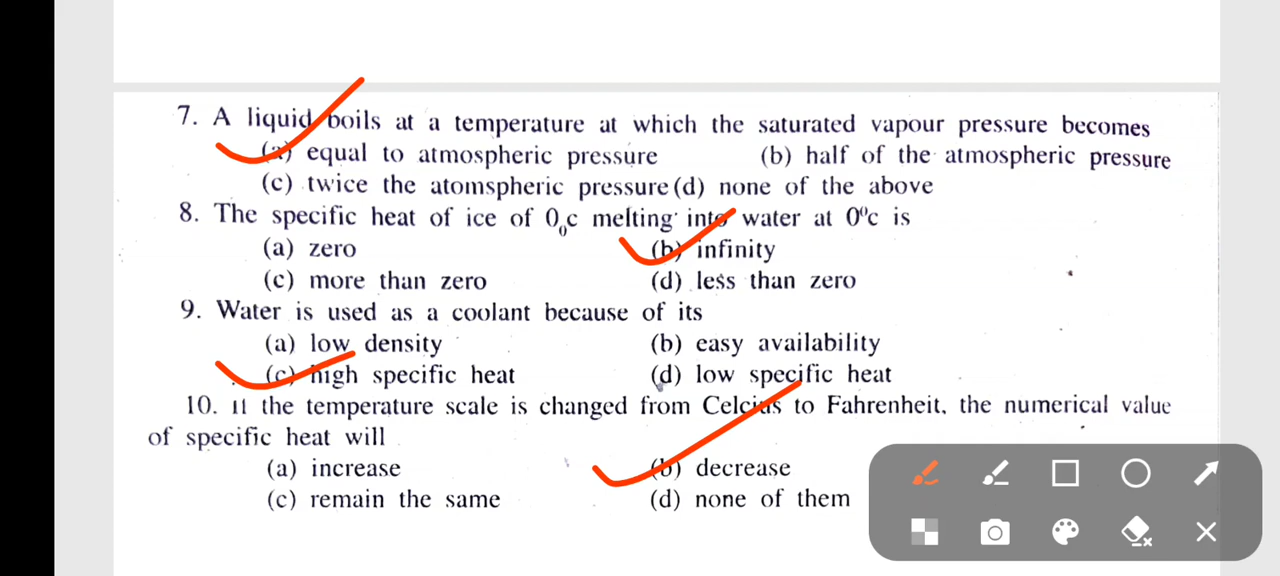 7. A liquid boils at a temperature at which the saturated vapour pressure becomes
(a) equal to atmospheric pressure (b) half of the atmospheric pressure
(c) twice the atomspheric pressure (d) none of the above
8. The specific heat of ice of 0₀c melting into water at 0⁰c is
(a) zero (b) infinity
(c) more than zero (d) less than zero
9. Water is used as a coolant because of its
(a) low density (b) easy availability
(c) high specific heat (d) low specific heat
10. If the temperature scale is changed from Celcius to Fahrenheit, the numerical value
of specific heat will
(a) increase (b) decrease
(c) remain the same (d) none of them